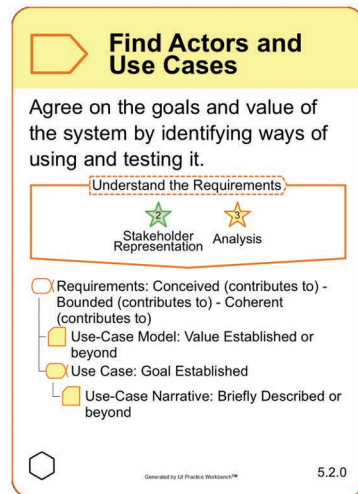 Find Actors and
Use Cases
Agree on the goals and value of
the system by identifying ways of
using and testing it.
Understand the Requirements
2
Stakeholder
Representation
3
Analysis
Requirements: Conceived (contributes to) -
Bounded (contributes to) - Coherent
(contributes to)
Use-Case Model: Value Established or
beyond
Use Case: Goal Established
Use-Case Narrative: Briefly Described or
beyond
Generated by IJI Practice Workbench™
5.2.0